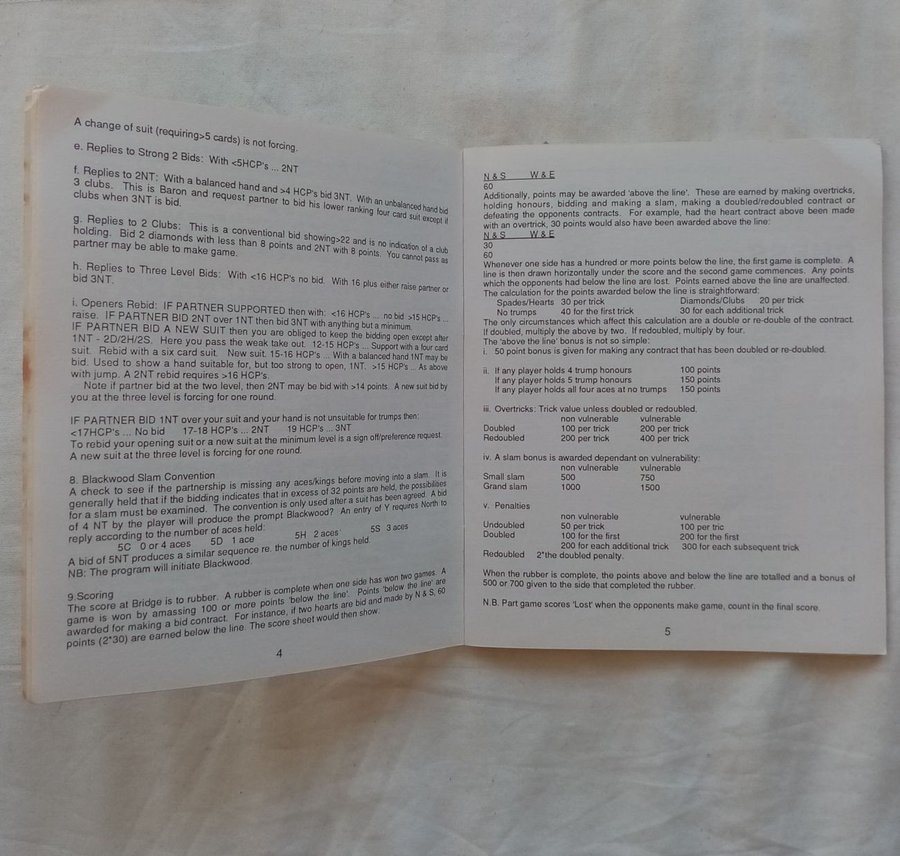 A change of suit (requiring>5 cards) is not forcing.
e. Replies to Strong 2 Bids: With <5HCP's ... 2NT
f. Replies to 2NT: With a balanced hand and >4 HCP's bid 3NT. With an unbalanced hand bid
3 clubs. This is Baron and request partner to bid his lower ranking four card suit except if
clubs when 3NT is bid.
g. Replies to 2 Clubs: This is a conventional bid showing>22 and is no indication of a club
holding. Bid 2 diamonds with less than 8 points and 2NT with 8 points. You cannot pass as
partner may be able to make game.
h. Replies to Three Level Bids: With <16 HCP's no bid. With 16 plus either raise partner or
bid 3NT.
i. Openers Rebid: IF PARTNER SUPPORTED then with: <16 HCP's ... no bid >15 HCP's ...
raise. IF PARTNER BID 2NT over 1NT then bid 3NT with anything but a minimum.
IF PARTNER BID A NEW SUIT then you are obliged to keep the bidding open except after
1NT - 2D/2H/2S. Here you pass the weak take out. 12-15 HCP's ... Support with a four card
suit. Rebid with a six card suit. New suit. 15-16 HCP's ... With a balanced hand 1NT may be
bid. Used to show a hand suitable for, but too strong to open, 1NT. >15 HCP's ... As above
with jump. A 2NT rebid requires >16 HCP's.
Note if partner bid at the two level, then 2NT may be bid with >14 points. A new suit bid by
you at the three level is forcing for one round.
IF PARTNER BID 1NT over your suit and your hand is not unsuitable for trumps then:
<17HCP's ... No bid 17-18 HCP's ... 2NT 19 HCP's ... 3NT
To rebid your opening suit or a new suit at the minimum level is a sign off/preference request.
A new suit at the three level is forcing for one round.
8. Blackwood Slam Convention
A check to see if the partnership is missing any aces/kings before moving into a slam. It is
generally held that if the bidding indicates that in excess of 32 points are held, the possibilities
for a slam must be examined. The convention is only used after a suit has been agreed. A bid
of 4 NT by the player will produce the prompt Blackwood? An entry of Y requires North to
reply according to the number of aces held:
5C 0 or 4 aces 5D 1 ace 5H 2 aces 5S 3 aces
A bid of 5NT produces a similar sequence re. the number of kings held.
NB: The program will initiate Blackwood.
9.Scoring
The score at Bridge is to rubber. A rubber is complete when one side has won two games. A
game is won by amassing 100 or more points 'below the line'. Points 'below the line' are
awarded for making a bid contract. For instance, if two hearts are bid and made by N & S, 60
points (2*30) are earned below the line. The score sheet would then show:
4
N & S W & E
60
Additionally, points may be awarded 'above the line'. These are earned by making overtricks,
holding honours, bidding and making a slam, making a doubled/redoubled contract or
defeating the opponents contracts. For example, had the heart contract above been made
with an overtrick, 30 points would also have been awarded above the line:
N & S W & E
30
60
Whenever one side has a hundred or more points below the line, the first game is complete. A
line is then drawn horizontally under the score and the second game commences. Any points
which the opponents had below the line are lost. Points earned above the line are unaffected.
The calculation for the points awarded below the line is straightforward:
Spades/Hearts 30 per trick Diamonds/Clubs 20 per trick
No trumps 40 for the first trick 30 for each additional trick
The only circumstances which affect this calculation are a double or re-double of the contract.
If doubled, multiply the above by two. If redoubled, multiply by four.
The 'above the line' bonus is not so simple:
i. 50 point bonus is given for making any contract that has been doubled or re-doubled.
ii. If any player holds 4 trump honours 100 points
If any player holds 5 trump honours 150 points
If any player holds all four aces at no trumps 150 points
iii. Overtricks: Trick value unless doubled or redoubled.
non vulnerable vulnerable
Doubled 100 per trick 200 per trick
Redoubled 200 per trick 400 per trick
iv. A slam bonus is awarded dependant on vulnerability:
non vulnerable vulnerable
Small slam 500 750
Grand slam 1000 1500
v. Penalties
non vulnerable vulnerable
Undoubled 50 per trick 100 per tric
Doubled 100 for the first 200 for the first
200 for each additional trick 300 for each subsequent trick
Redoubled 2*the doubled penalty.
When the rubber is complete, the points above and below the line are totalled and a bonus of
500 or 700 given to the side that completed the rubber.
N.B. Part game scores 'Lost' when the opponents make game, count in the final score.
5